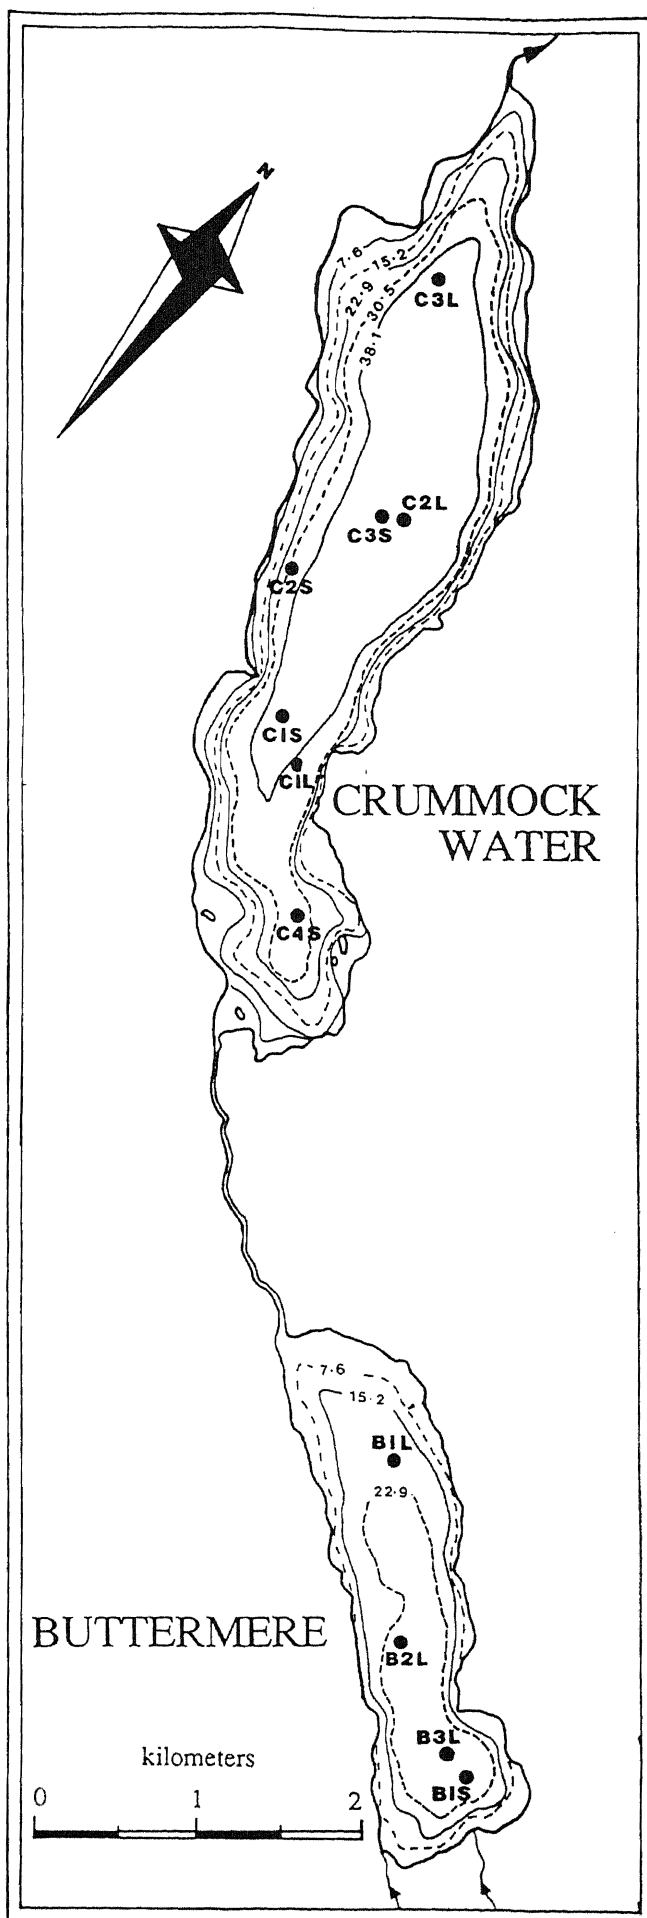 N
7·6
15·2
22·9
30·5
38·1
C3L
C2L
C3S
C2S
C1S
C1L
CRUMMOCK
WATER
C4S
7·6
15·2
B1L
22·9
BUTTERMERE
B2L
B3L
B1S
kilometers
0 1 2